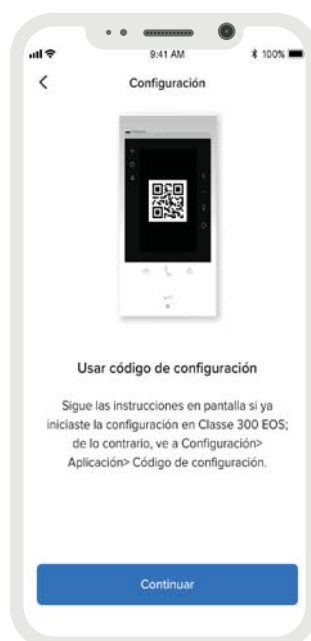 9:41 AM
100%
Configuración
Usar código de configuración
Sigue las instrucciones en pantalla si ya
iniciaste la configuración en Classe 300 EOS;
de lo contrario, ve a Configuración>
Aplicación> Código de configuración.
Continuar